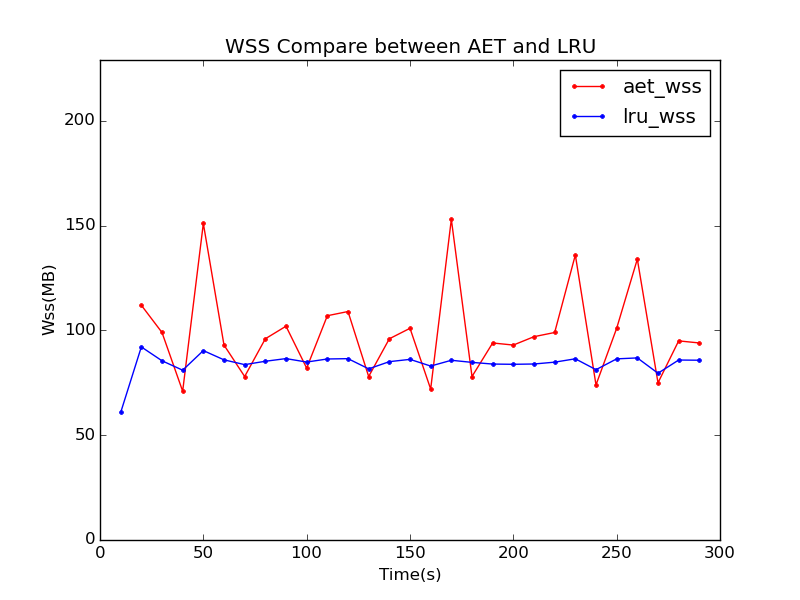 WSS Compare between AET and LRU
aet_wss
lru_wss
200
150
100
50
0
Wss(MB)
0 50 100 150 200 250 300
Time(s)